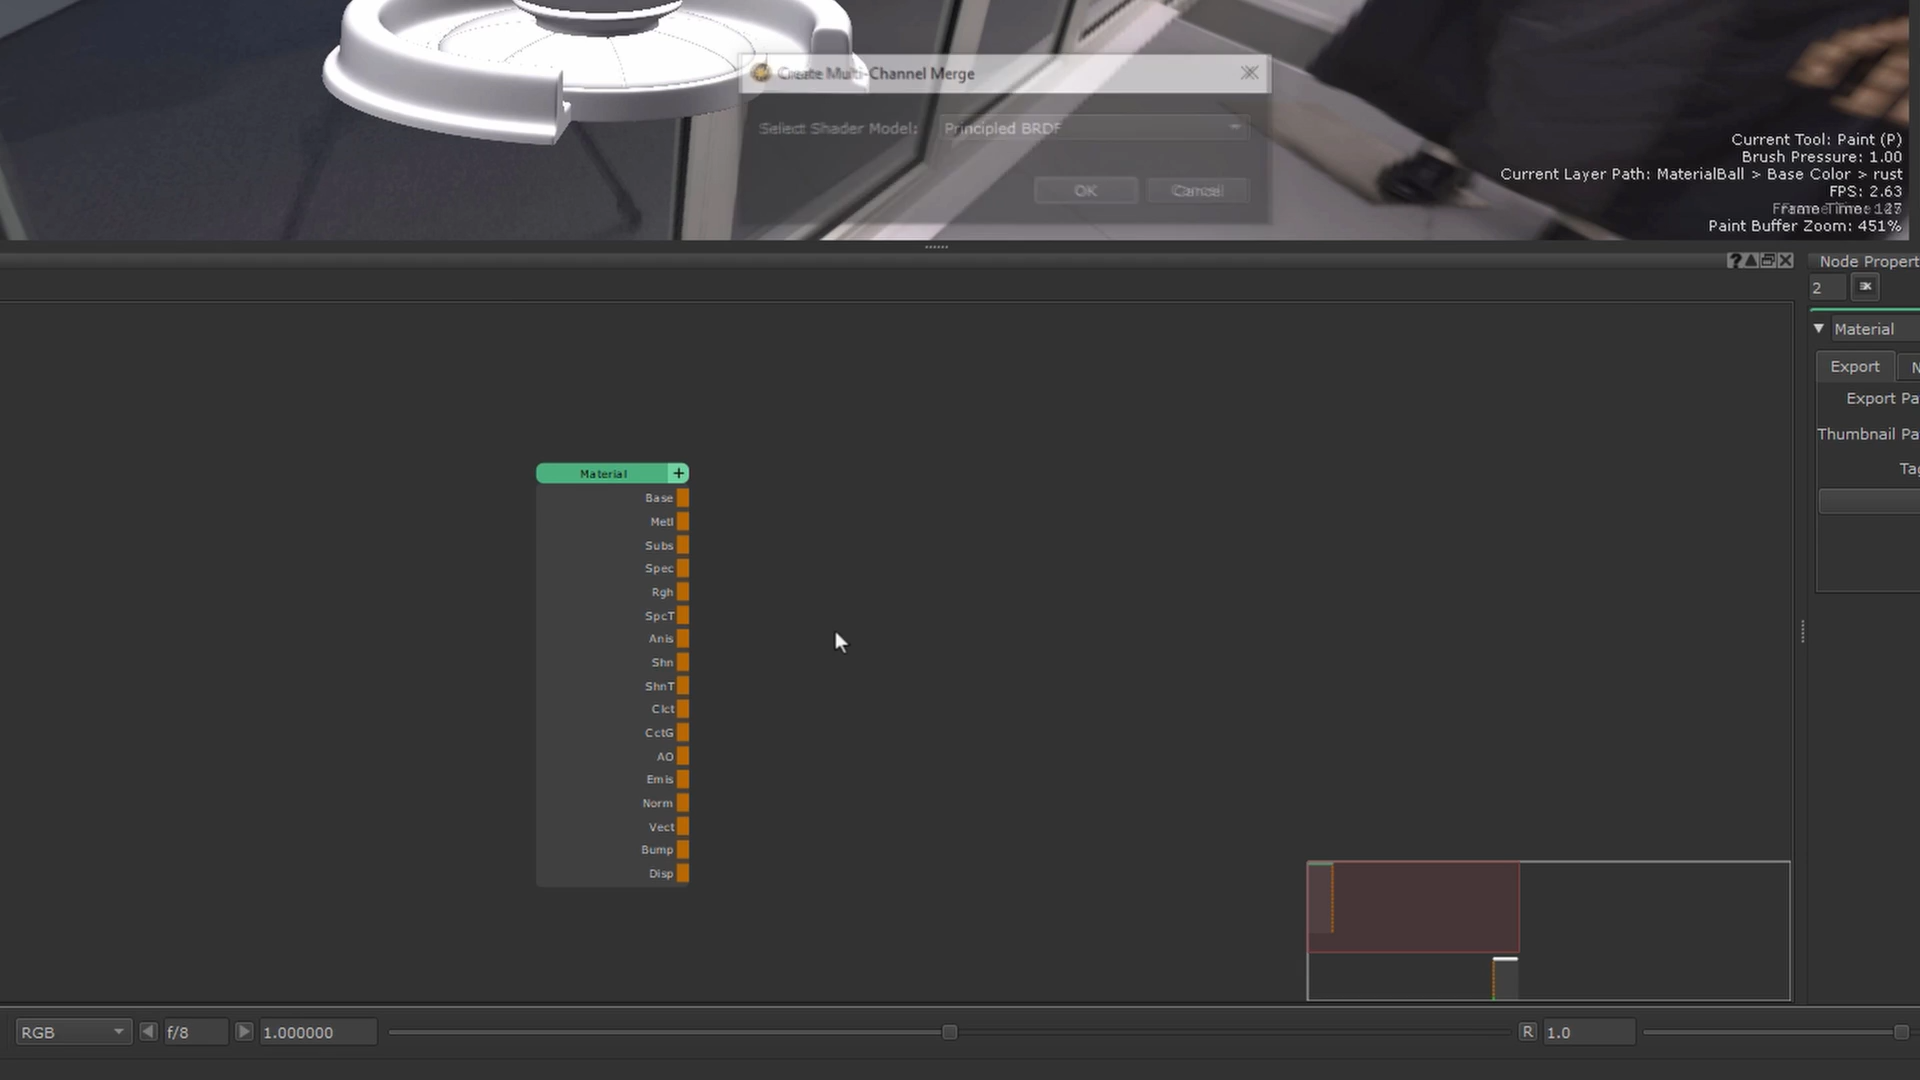 Create Multi-Channel Merge
Select Shader Model: Principled BRDF
OK Cancel
Current Tool: Paint (P)
Brush Pressure: 1.00
Current Layer Path: MaterialBall > Base Color > rust
FPS: 2.63
Frame Time:
Paint Buffer Zoom: 451%
Node Propert
2
Material
Export N
Export Pa
Thumbnail Pa
Tag
Material +
Base
Metl
Subs
Spec
Rgh
SpcT
Anis
Shn
ShnT
Clct
CctG
AO
Emis
Norm
Vect
Bump
Disp
RGB f/8 1.000000 R 1.0